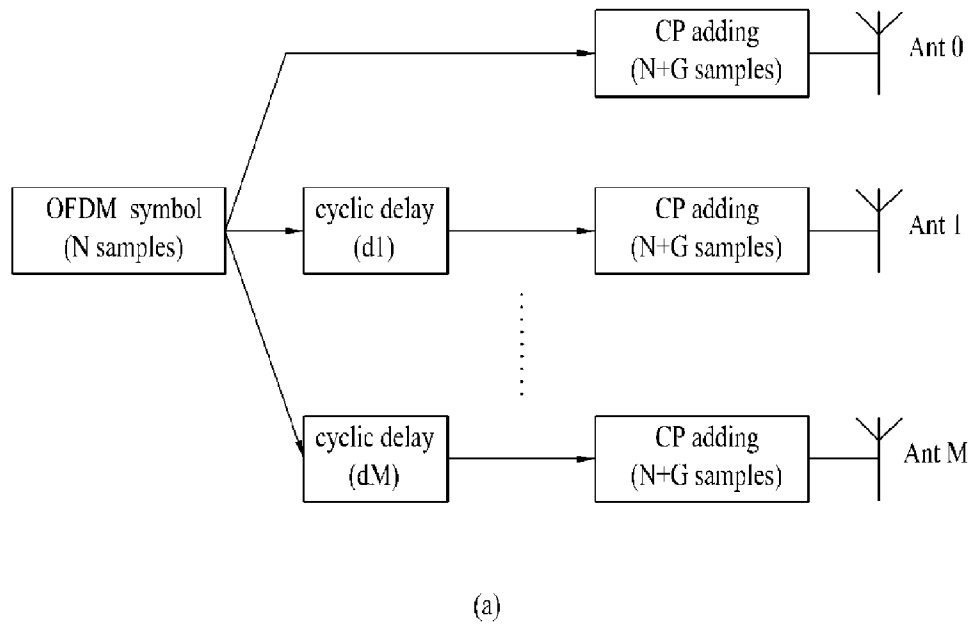 CP adding
(N+G samples)
Ant 0
OFDM symbol
(N samples)
cyclic delay
(d1)
CP adding
(N+G samples)
Ant 1
cyclic delay
(dM)
CP adding
(N+G samples)
Ant M
(a)